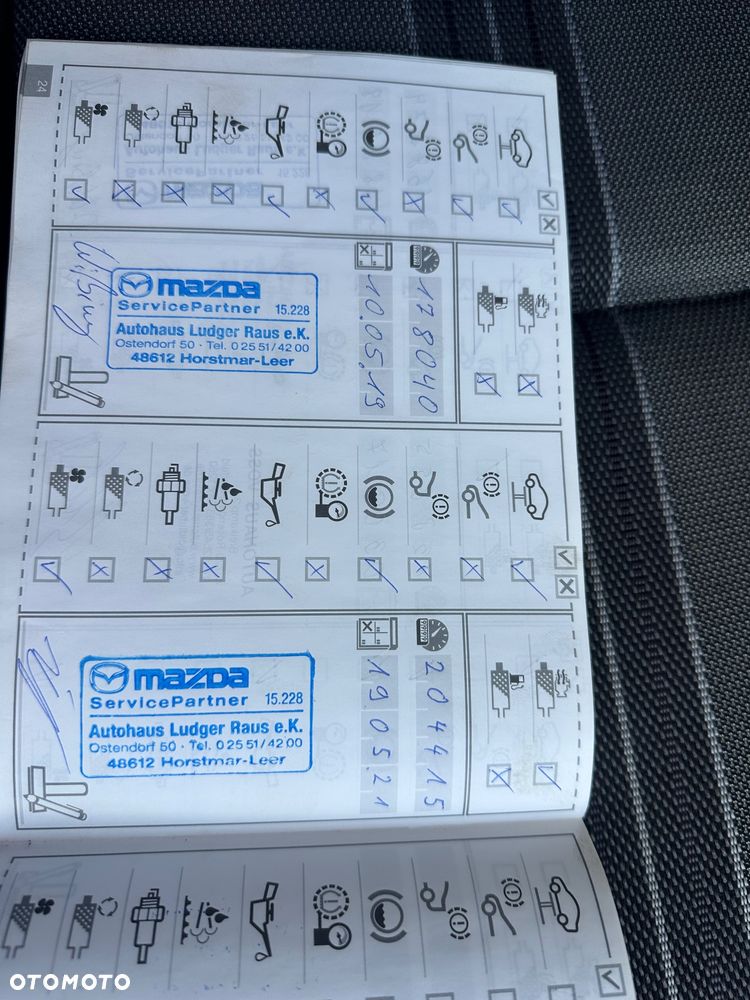 24
mazda
ServicePartner 15.228
Autohaus Ludger Raus e.K.
Ostendorf 50 · Tel. 0 25 51/42 00
48612 Horstmar-Leer
10.05.19
178040
mazda
ServicePartner 15.228
Autohaus Ludger Raus e.K.
Ostendorf 50 · Tel. 0 25 51/42 00
48612 Horstmar-Leer
19.05.21
204415
OTOMOTO